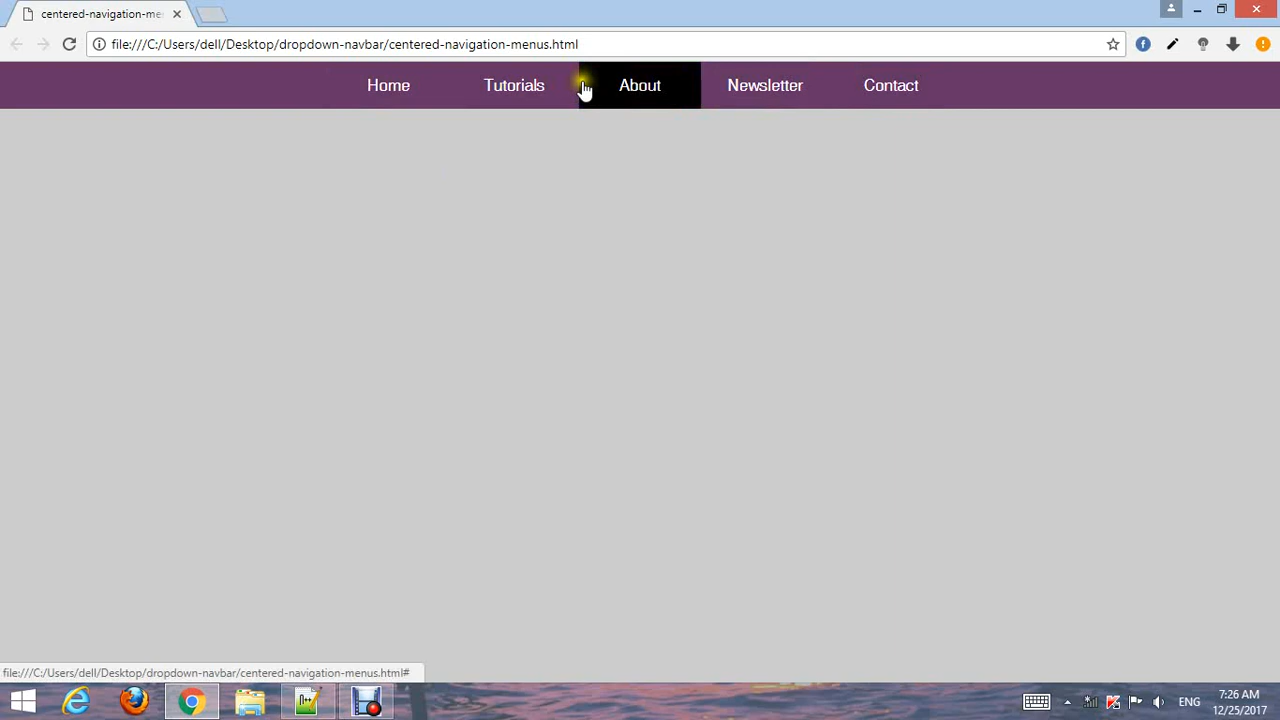 centered-navigation-me
file:///C:/Users/dell/Desktop/dropdown-navbar/centered-navigation-menus.html
Home Tutorials About Newsletter Contact
file:///C:/Users/dell/Desktop/dropdown-navbar/centered-navigation-menus.html#
ENG
7:26 AM
12/25/2017